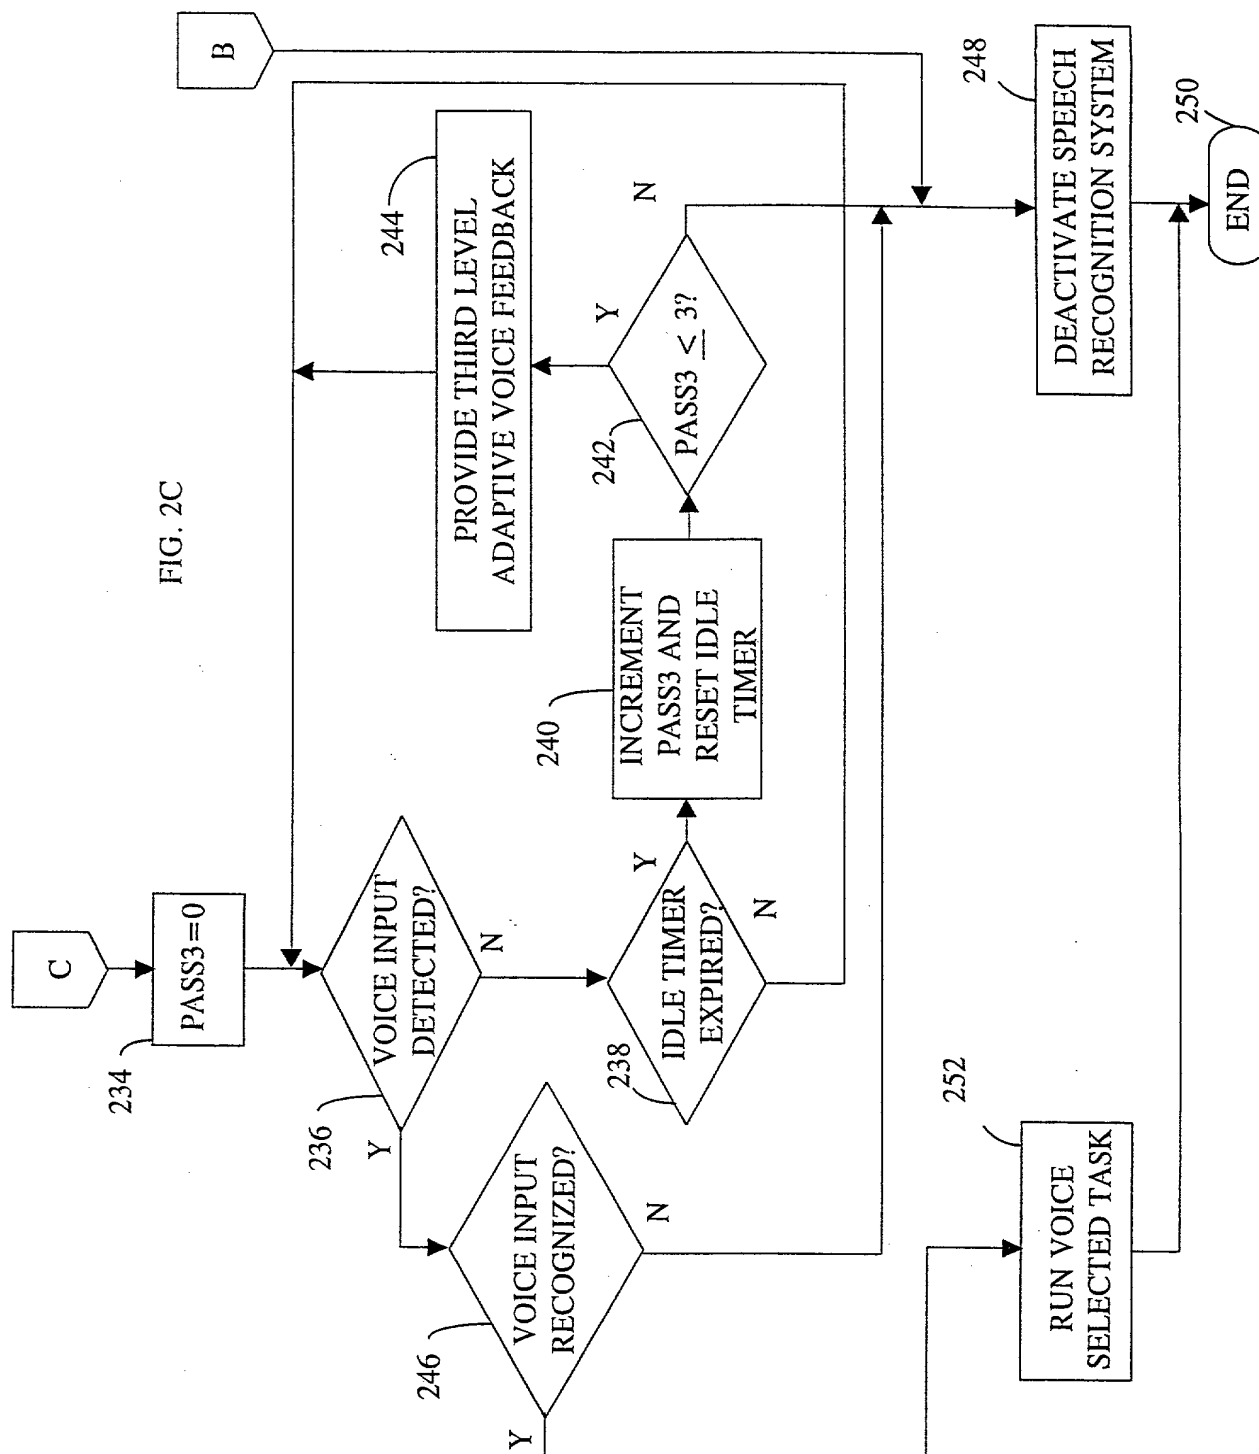 FIG. 2C
C
B
PASS3=0
234
VOICE INPUT
DETECTED?
236
Y
N
VOICE INPUT
RECOGNIZED?
246
Y
N
IDLE TIMER
EXPIRED?
238
Y
N
INCREMENT
PASS3 AND
RESET IDLE
TIMER
240
PASS3 ≤ 3?
242
Y
N
PROVIDE THIRD LEVEL
ADAPTIVE VOICE FEEDBACK
244
DEACTIVATE SPEECH
RECOGNITION SYSTEM
248
RUN VOICE
SELECTED TASK
252
END
250